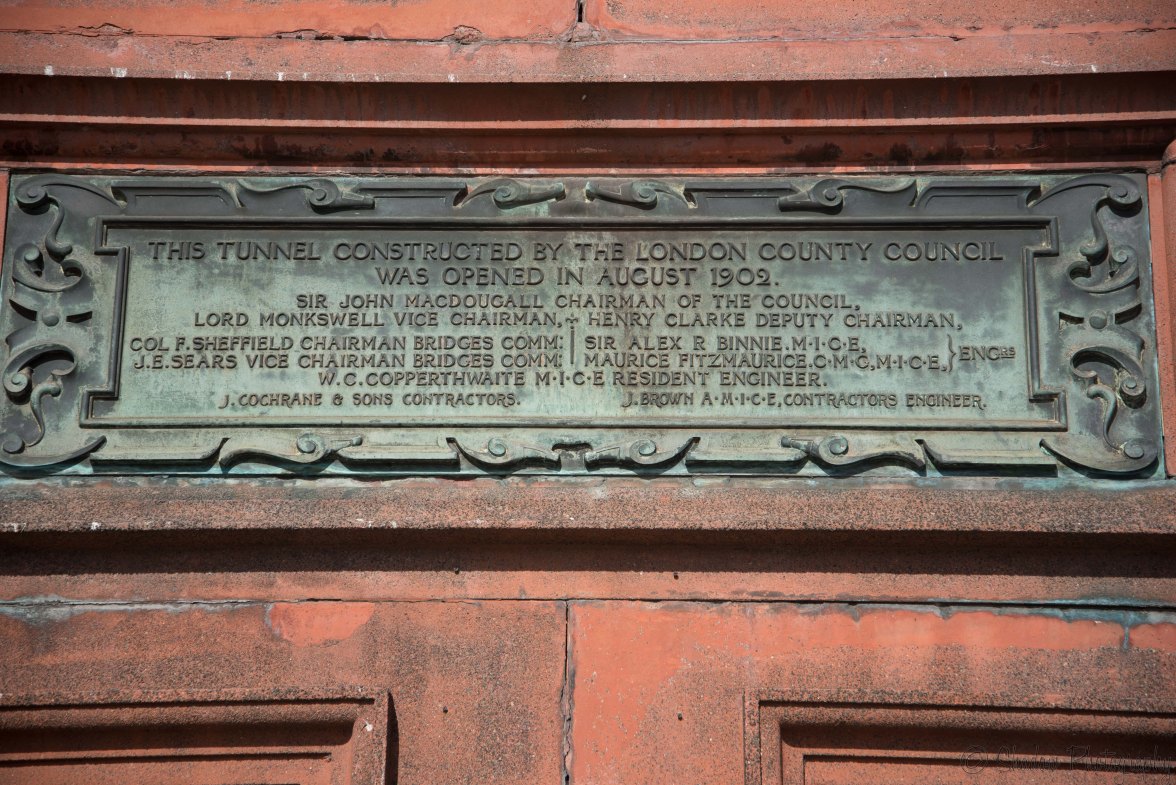 THIS TUNNEL CONSTRUCTED BY THE LONDON COUNTY COUNCIL
WAS OPENED IN AUGUST 1902.
SIR JOHN MACDOUGALL CHAIRMAN OF THE COUNCIL,
LORD MONKSWELL VICE CHAIRMAN, HENRY CLARKE DEPUTY CHAIRMAN,
COL F. SHEFFIELD CHAIRMAN BRIDGES COMM: SIR ALEX R BINNIE. M·I·C·E,
J.E. SEARS VICE CHAIRMAN BRIDGES COMM: MAURICE FITZMAURICE. C·M·G, M·I·C·E, } ENGRS
W. C. COPPERTHWAITE M·I·C·E RESIDENT ENGINEER.
J. COCHRANE & SONS CONTRACTORS. J. BROWN A·M·I·C·E, CONTRACTORS ENGINEER.
© Photography